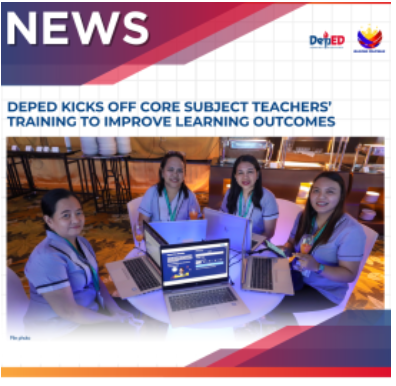 NEWS
DepED
DEPED KICKS OFF CORE SUBJECT TEACHERS'
TRAINING TO IMPROVE LEARNING OUTCOMES
File photo